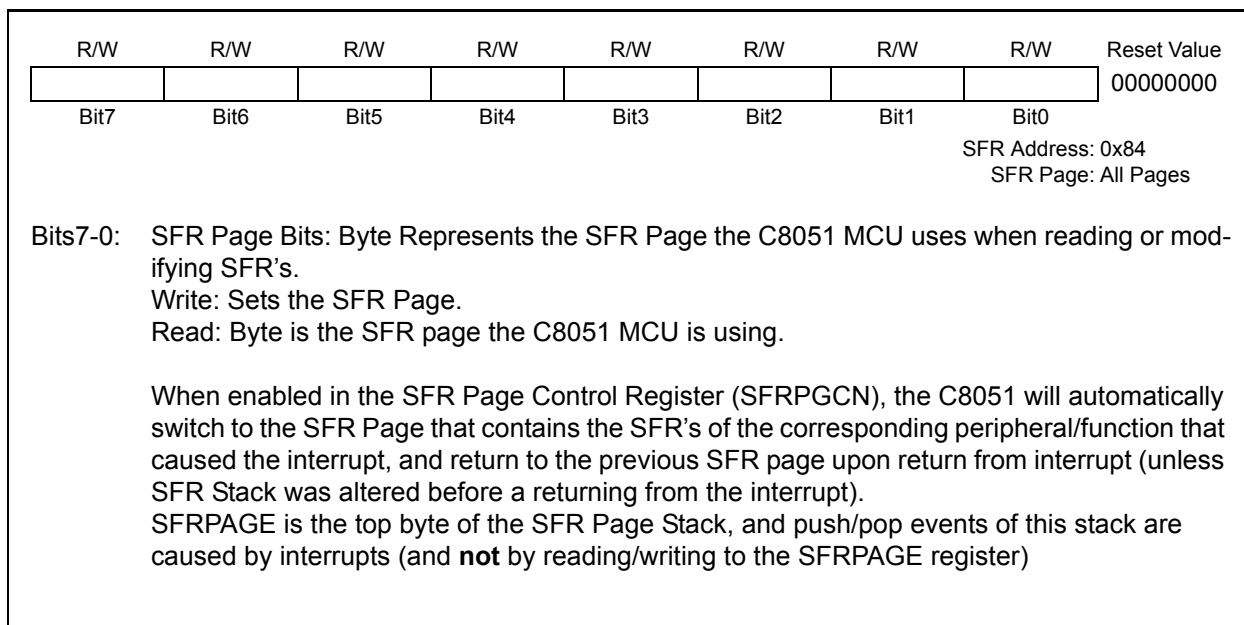 R/W R/W R/W R/W R/W R/W R/W R/W Reset Value
00000000
Bit7 Bit6 Bit5 Bit4 Bit3 Bit2 Bit1 Bit0
SFR Address: 0x84
SFR Page: All Pages
Bits7-0: SFR Page Bits: Byte Represents the SFR Page the C8051 MCU uses when reading or mod-
ifying SFR's.
Write: Sets the SFR Page.
Read: Byte is the SFR page the C8051 MCU is using.
When enabled in the SFR Page Control Register (SFRPGCN), the C8051 will automatically
switch to the SFR Page that contains the SFR's of the corresponding peripheral/function that
caused the interrupt, and return to the previous SFR page upon return from interrupt (unless
SFR Stack was altered before a returning from the interrupt).
SFRPAGE is the top byte of the SFR Page Stack, and push/pop events of this stack are
caused by interrupts (and not by reading/writing to the SFRPAGE register)